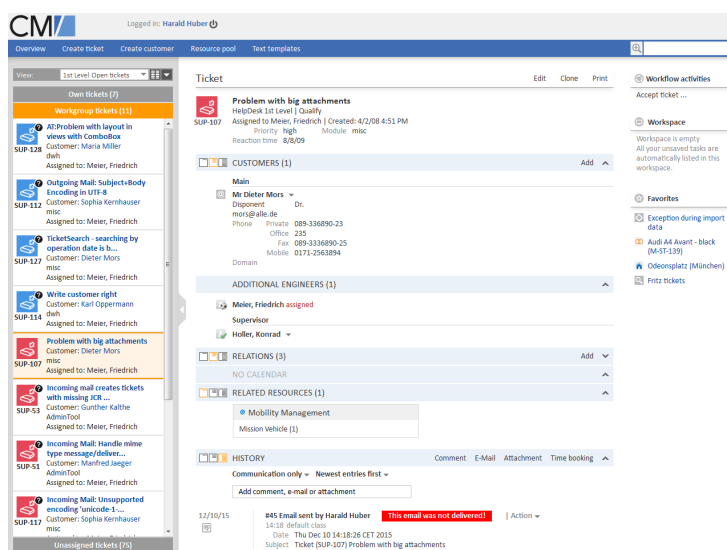 CM/
Logged in: Harald Huber
Overview Create ticket Create customer Resource pool Text templates
View: 1st Level Open tickets
Own tickets (7)
Workgroup tickets (11)
SUP-128
AT:Problem with layout in
views with ComboBox
Customer: Maria Miller
dwh
Assigned to: Meier, Friedrich
SUP-112
Outgoing Mail: Subject+Body
Encoding in UTF-8
Customer: Sophia Kernhauser
misc
Assigned to: Meier, Friedrich
SUP-127
TicketSearch - searching by
operation date is b...
Customer: Dieter Mors
misc
Assigned to: Meier, Friedrich
SUP-114
Write customer right
Customer: Karl Oppermann
dwh
Assigned to: Meier, Friedrich
SUP-107
Problem with big attachments
Customer: Dieter Mors
misc
Assigned to: Meier, Friedrich
SUP-53
Incoming mail creates tickets
with missing JCR ...
Customer: Gunther Kalthe
AdminTool
Assigned to: Meier, Friedrich
SUP-51
Incoming Mail: Handle mime
type message/deliver...
Customer: Manfred Jaeger
AdminTool
Assigned to: Meier, Friedrich
SUP-117
Incoming Mail: Unsupported
encoding 'unicode-1-...
Customer: Sophia Kernhauser
misc
Assigned to: Meier, Friedrich
Unassigned tickets (75)
Ticket Edit Clone Print
SUP-107
Problem with big attachments
HelpDesk 1st Level | Qualify
Assigned to Meier, Friedrich | Created: 4/2/08 4:51 PM
Priority high Module misc
Reaction time 8/8/09
CUSTOMERS (1) Add
Main
Mr Dieter Mors
Disponent Dr.
mors@alle.de
Phone Private 089-336890-23
Office 235
Fax 089-3336890-25
Mobile 0171-2563894
Domain
ADDITIONAL ENGINEERS (1)
Meier, Friedrich assigned
Supervisor
Holler, Konrad
RELATIONS (3) Add
NO CALENDAR
RELATED RESOURCES (1)
Mobility Management
Mission Vehicle (1)
HISTORY Comment E-Mail Attachment Time booking
Communication only Newest entries first
Add comment, e-mail or attachment
12/10/15 #45 Email sent by Harald Huber This email was not delivered! | Action
14:18 default class
Date Thu Dec 10 14:18:26 CET 2015
Subject Ticket (SUP-107) Problem with big attachments
Workflow activities
Accept ticket ...
Workspace
Workspace is empty
All your unsaved tasks are
automatically listed in this
workspace.
Favorites
Exception during import
data
Audi A4 Avant - black
(M-ST-139)
Odeonsplatz (München)
Fritz tickets